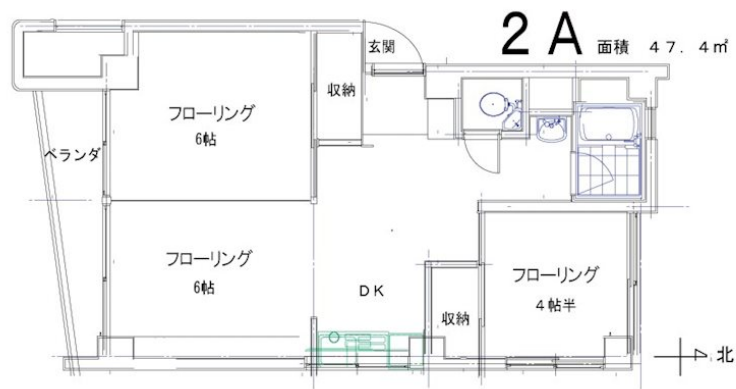 2A 面積 47.4㎡
玄関
収納
フローリング
6帖
ベランダ
フローリング
6帖
DK
収納
フローリング
4帖半
北